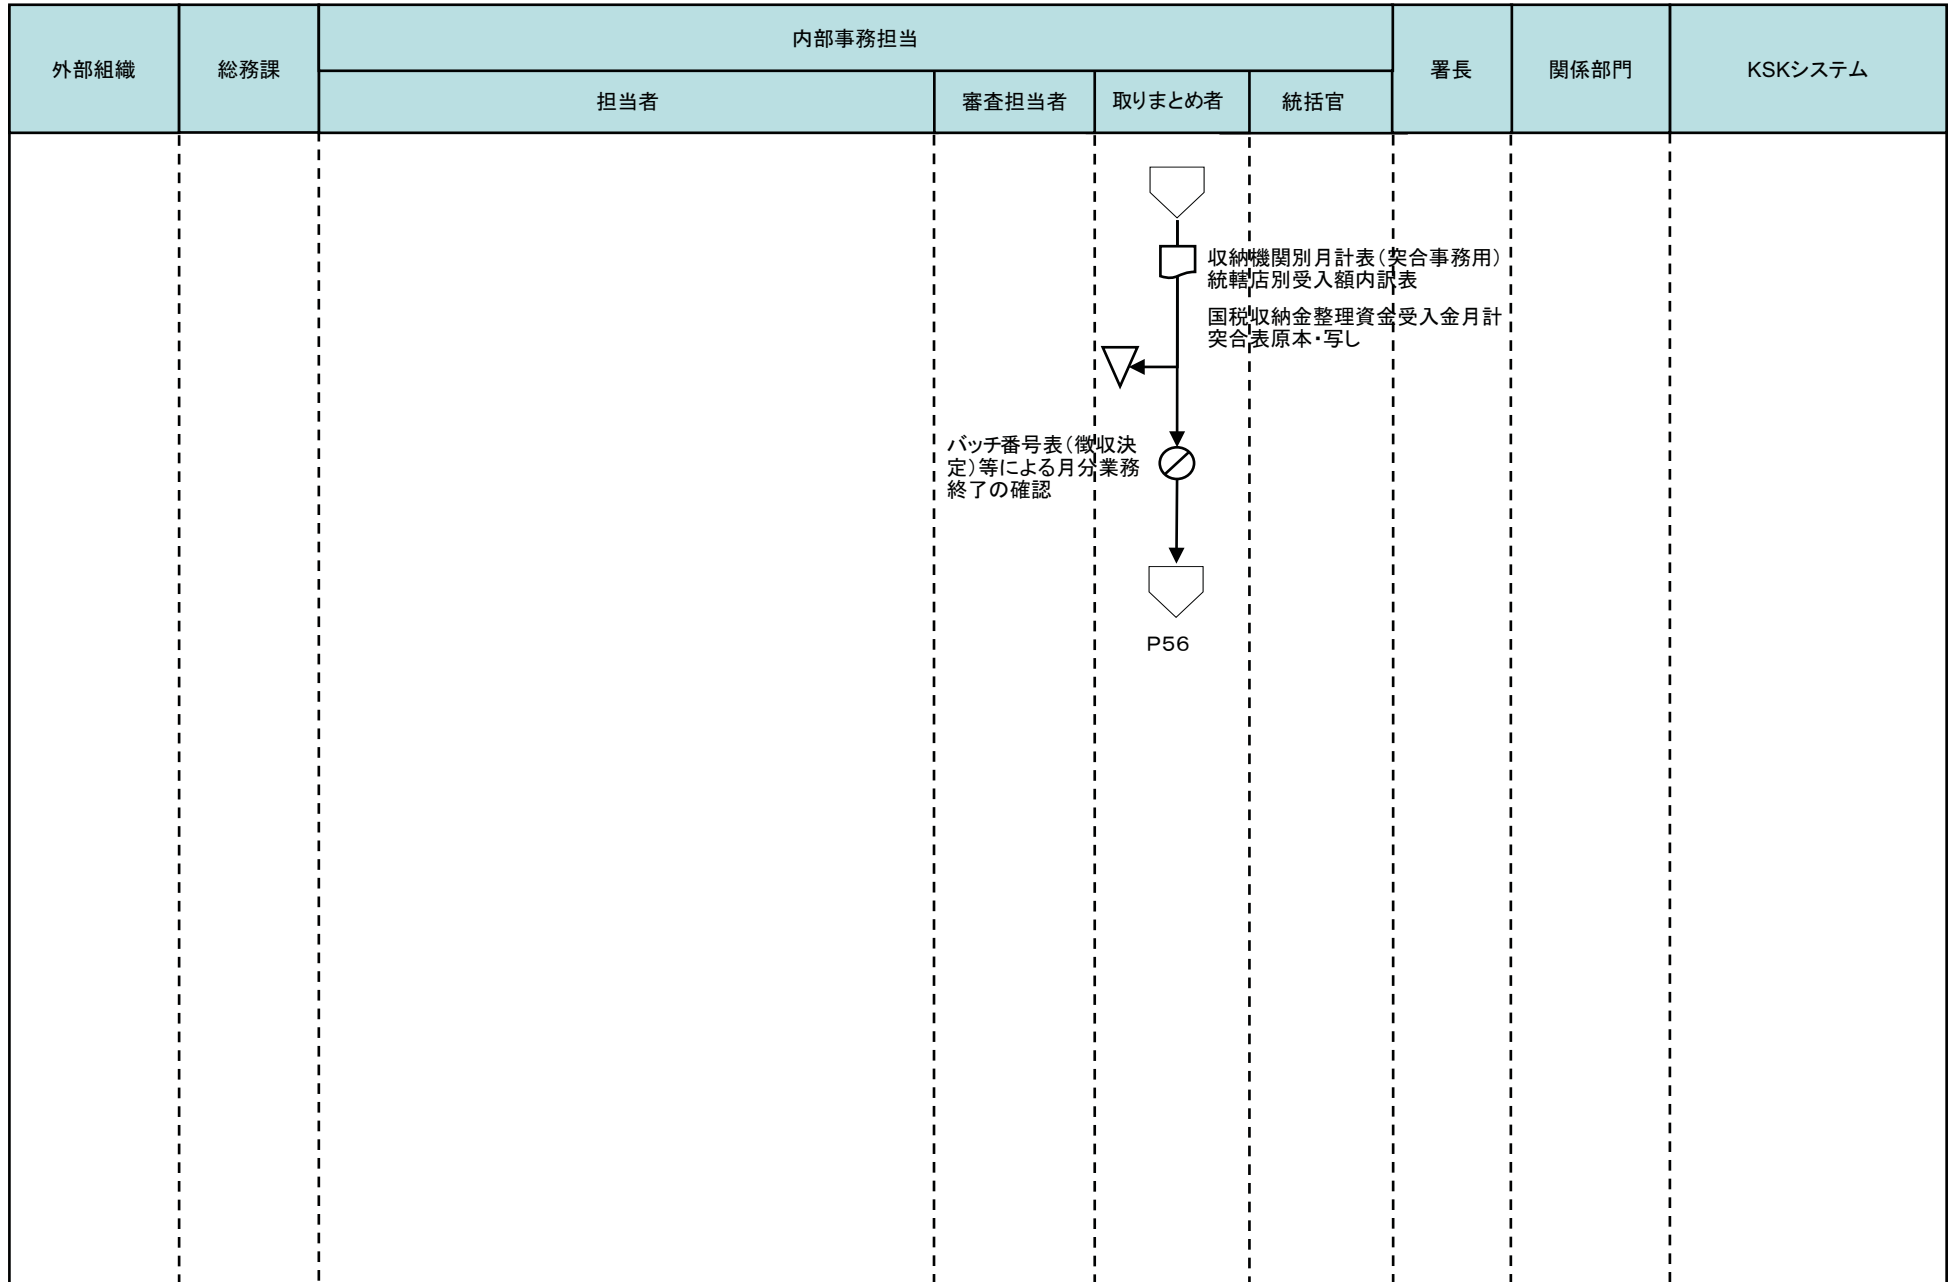 外部組織
総務課
内部事務担当
署長
関係部門
KSKシステム
担当者
審査担当者
取りまとめ者
統括官
収納機関別月計表(突合事務用)
統轄店別受入額内訳表
国税収納金整理資金受入金月計
突合表原本・写し
バッチ番号表(徴収決
定)等による月分業務
終了の確認
P56